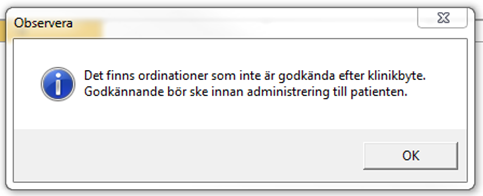 Observera
Det finns ordinationer som inte är godkända efter klinikbyte.
Godkännande bör ske innan administrering till patienten.
OK